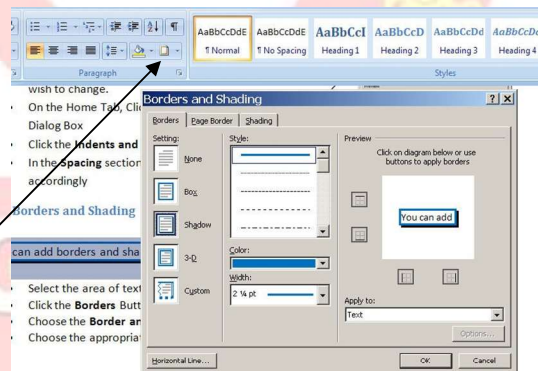 AaBbCcDdE AaBbCcDdE AaBbCcI AaBbCcD AaBbCcDd AaBbCcDd
¶ Normal ¶ No Spacing Heading 1 Heading 2 Heading 3 Heading 4
Paragraph Styles
wish to change.
On the Home Tab, Clic
Dialog Box
Click the Indents and
In the Spacing section
accordingly
Borders and Shading
can add borders and sha
Select the area of text
Click the Borders Butt
Choose the Border an
Choose the appropriat
Borders and Shading
Borders Page Border Shading
Setting:
None
Box
Shadow
3-D
Custom
Style:
Color:
Width:
2 ¼ pt
Preview
Click on diagram below or use
buttons to apply borders
You can add
Apply to:
Text
Options...
Horizontal Line...
OK Cancel